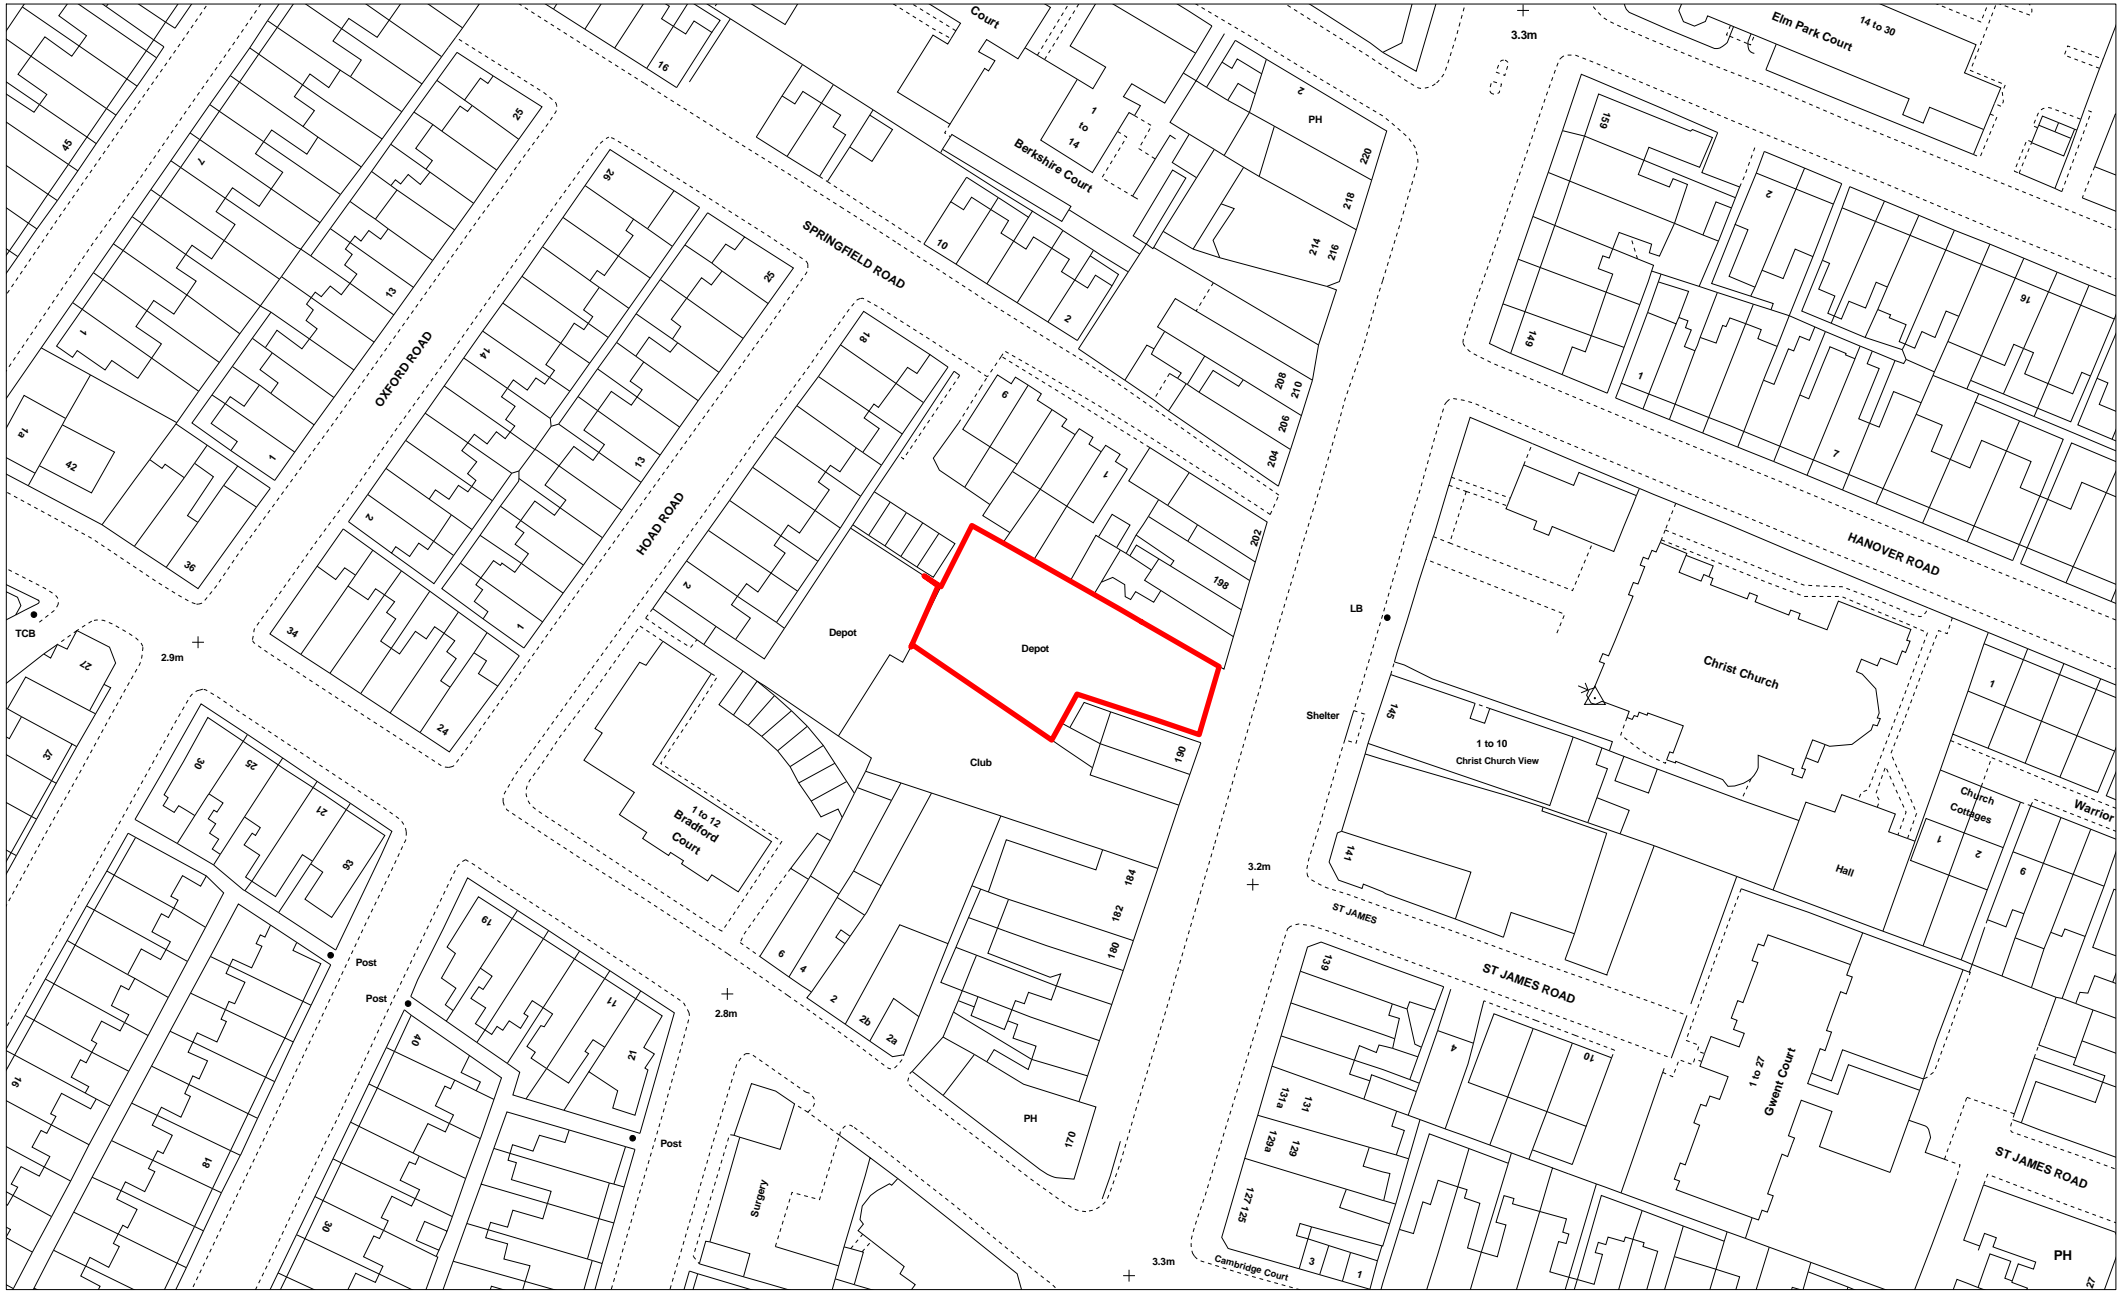 Court
16
25
45
7
3.3m
Elm Park Court
14 to 30
2
PH
220
1
to
14
Berkshire Court
218
214
216
159
2
26
SPRINGFIELD ROAD
10
2
25
13
1
OXFORD ROAD
14
18
16
149
1
7
208
210
206
204
9
1
1a
42
1
13
2
36
HOAD ROAD
202
198
HANOVER ROAD
2
34
1
TCB
2.9m
27
37
24
Depot
Depot
LB
Christ Church
1
Shelter
145
1 to 10
Christ Church View
190
Club
30
25
21
1 to 12
Bradford
Court
Church
Cottages
Warrior
1
2
141
Hall
9
3.2m
184
182
180
ST JAMES
19
Post
Post
11
6
4
2
2b
2a
2.8m
139
ST JAMES ROAD
40
21
4
10
1 to 27
Gwent Court
16
81
Post
PH
170
131a
131
129a
129
127
125
ST JAMES ROAD
30
Surgery
3.3m
Cambridge Court
3
1
PH
27